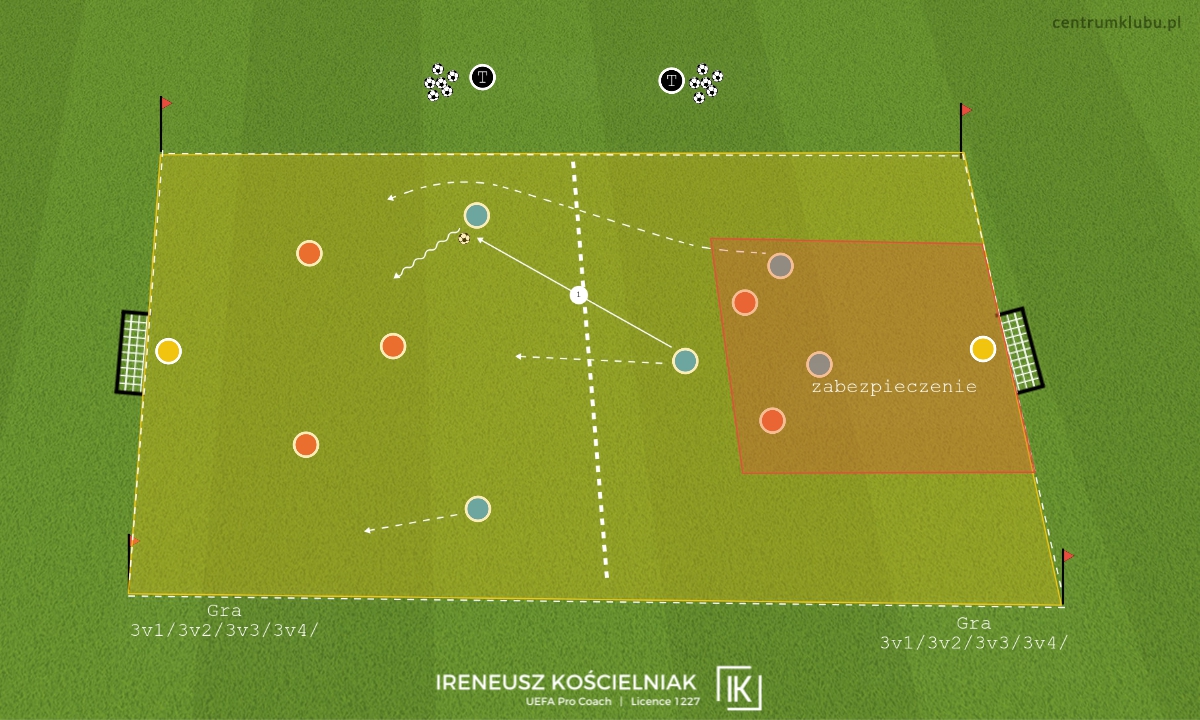 centrumklubu.pl
T
T
1
zabezpieczenie
Gra
3v1/3v2/3v3/3v4/
Gra
3v1/3v2/3v3/3v4/
IRENEUSZ KOŚCIELNIAK
UEFA Pro Coach | Licence 1227
IK